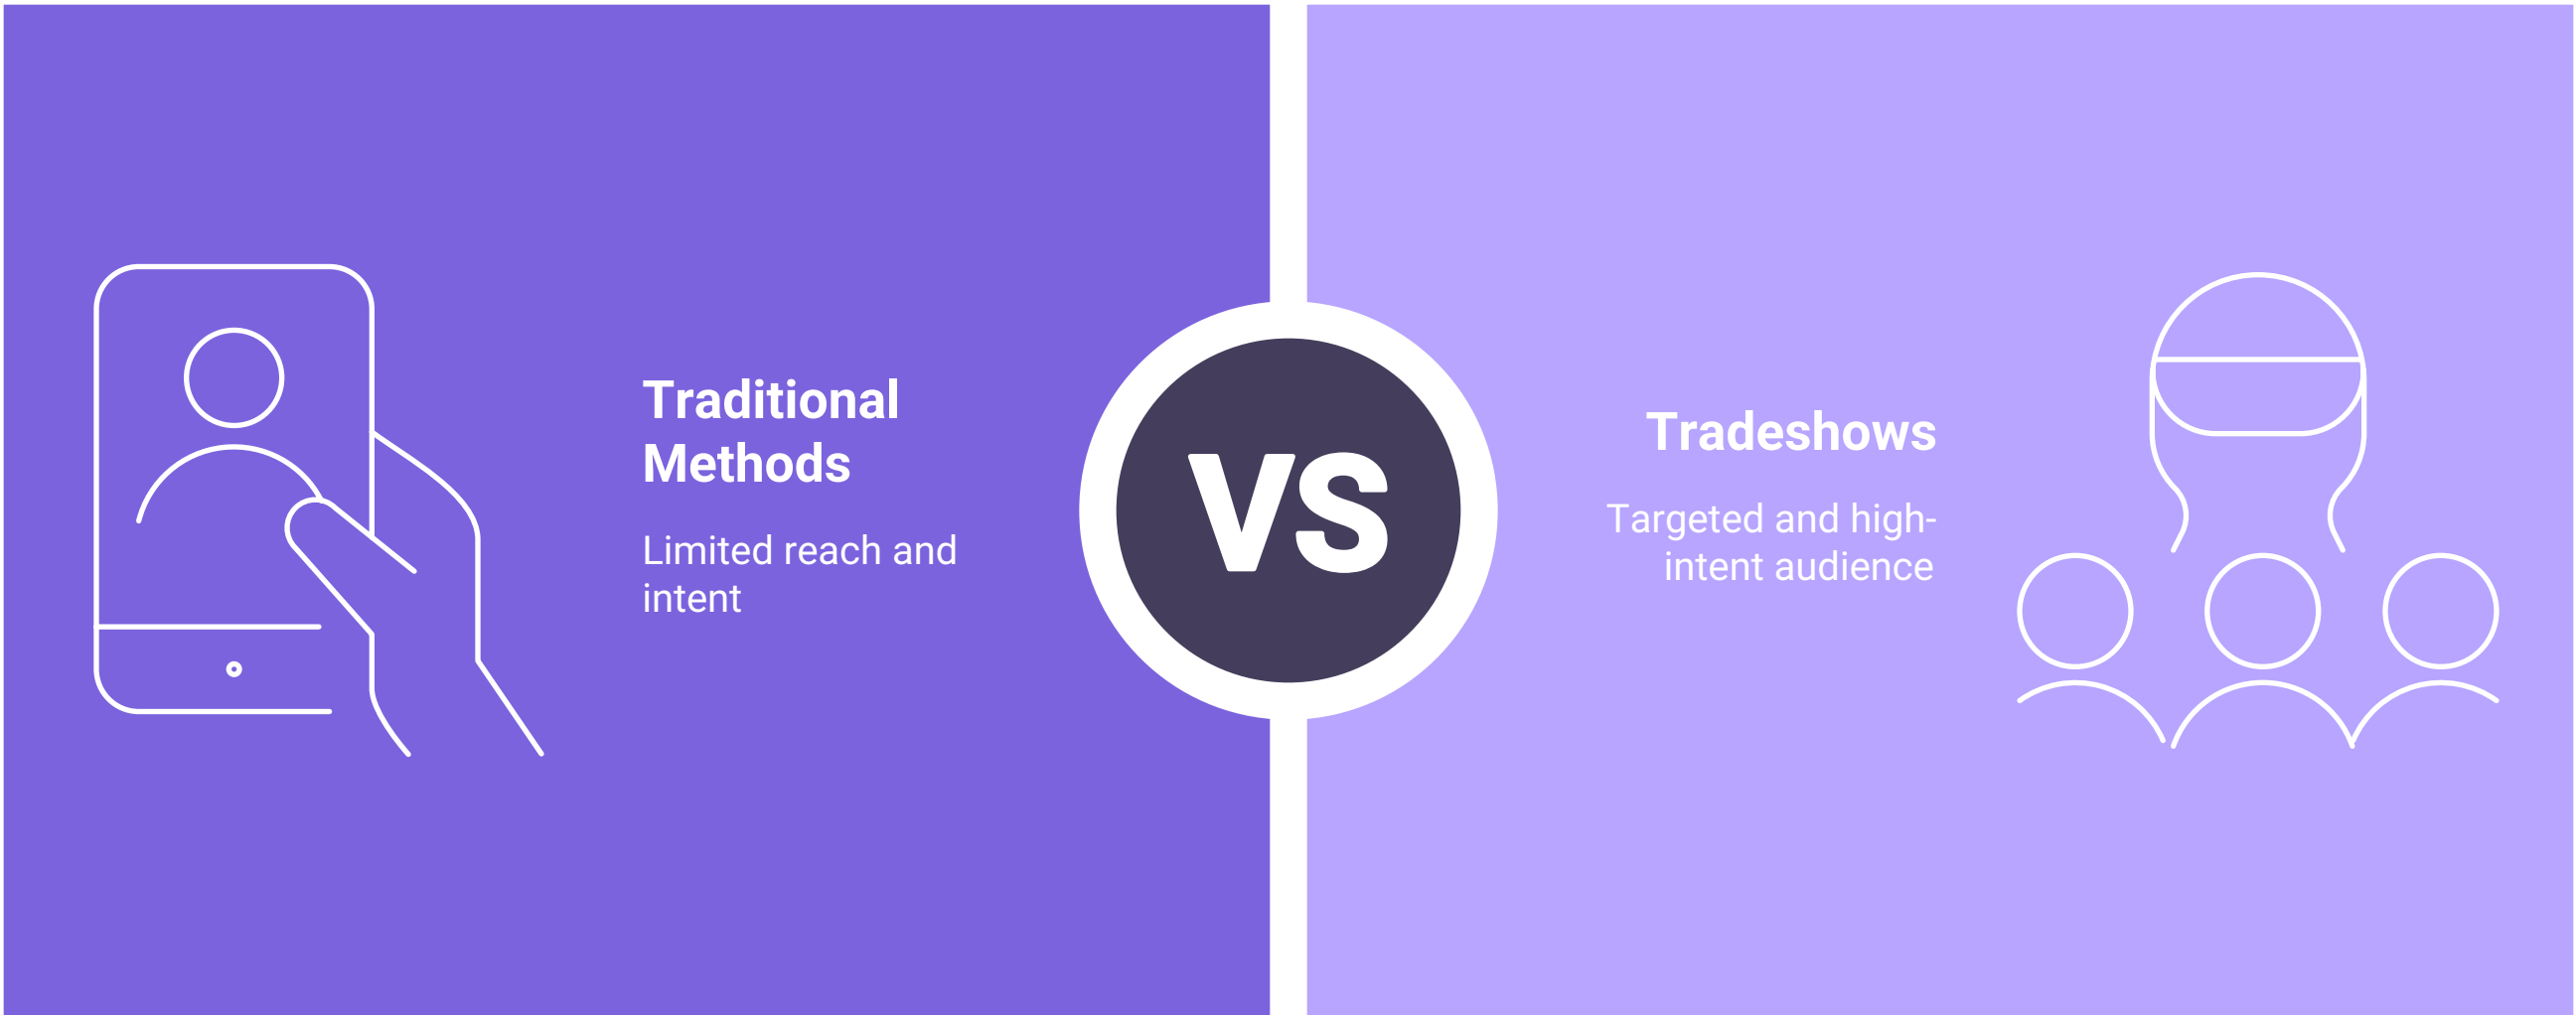 Traditional
Methods
Limited reach and
intent
VS
Tradeshows
Targeted and high-
intent audience